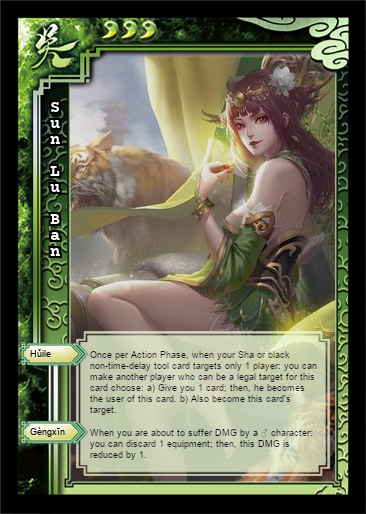 吴
Sun Lu Ban
Hǔile
Once per Action Phase, when your Sha or black
non-time-delay tool card targets only 1 player: you can
make another player who can be a legal target for this
card choose: a) Give you 1 card; then, he becomes
the user of this card. b) Also become this card's
target.
Gèngxīn
When you are about to suffer DMG by a ♂ character:
you can discard 1 equipment; then, this DMG is
reduced by 1.